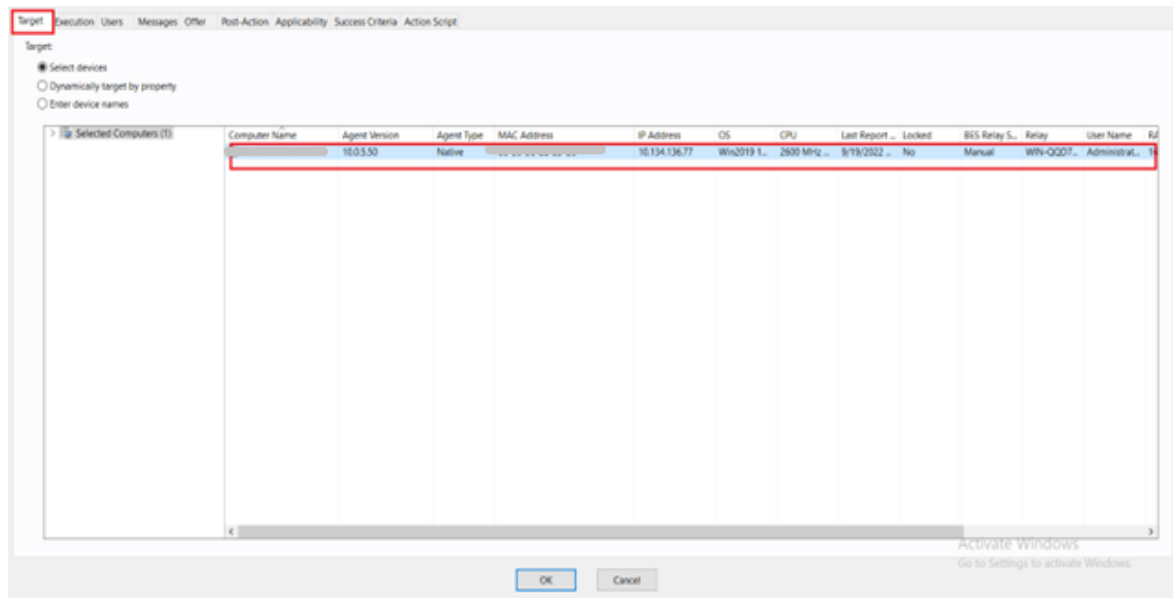 Target Execution Users Messages Offer Post-Action Applicability Success Criteria Action Script
Target:
Select devices
Dynamically target by property
Enter device names
Selected Computers (1)
Computer Name Agent Version Agent Type MAC Address IP Address OS CPU Last Report ... Locked BES Relay S... Relay User Name RA
10.0.5.50 Native 10.134.136.77 Win2019 1... 2600 MHz ... 9/19/2022 ... No Manual WIN-QQD7... Administrat...
Activate Windows
Go to Settings to activate Windows.
OK Cancel